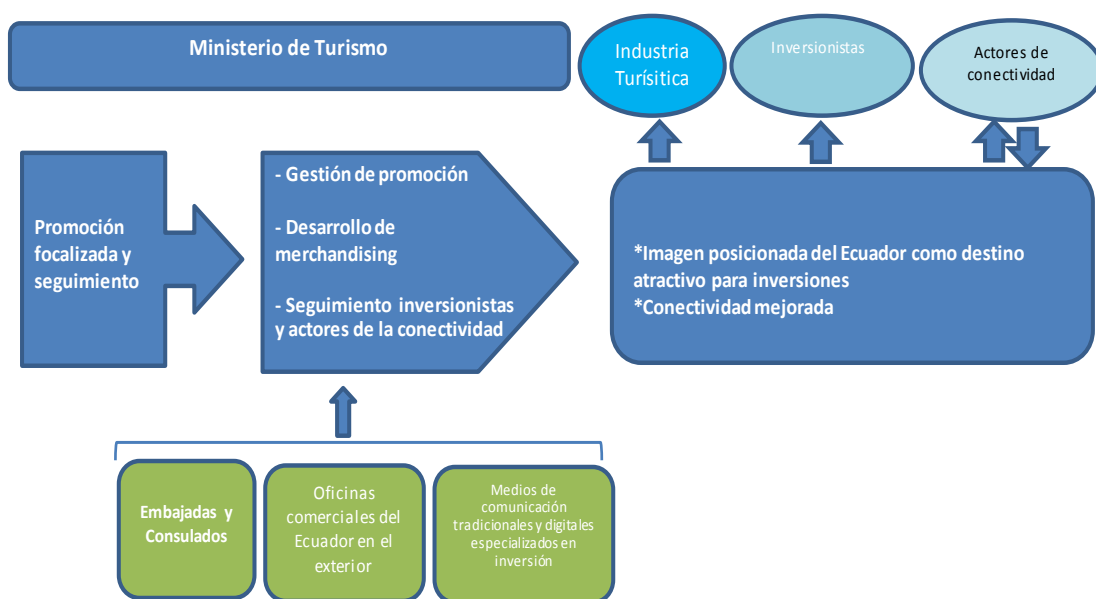 Ministerio de Turismo
Industria
Turísitica
Inversionistas
Actores de
conectividad
Promoción
focalizada y
seguimiento
- Gestión de promoción
- Desarrollo de
merchandising
- Seguimiento inversionistas
y actores de la conectividad
*Imagen posicionada del Ecuador como destino
atractivo para inversiones
*Conectividad mejorada
Embajadas y
Consulados
Oficinas
comerciales del
Ecuador en el
exterior
Medios de
comunicación
tradicionales y digitales
especializados en
inversión